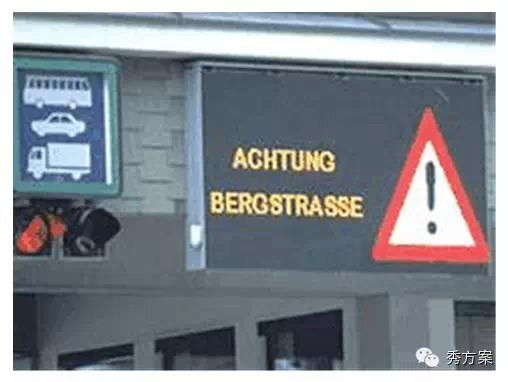 ACHTUNG
BERGSTRASSE
!
秀方案